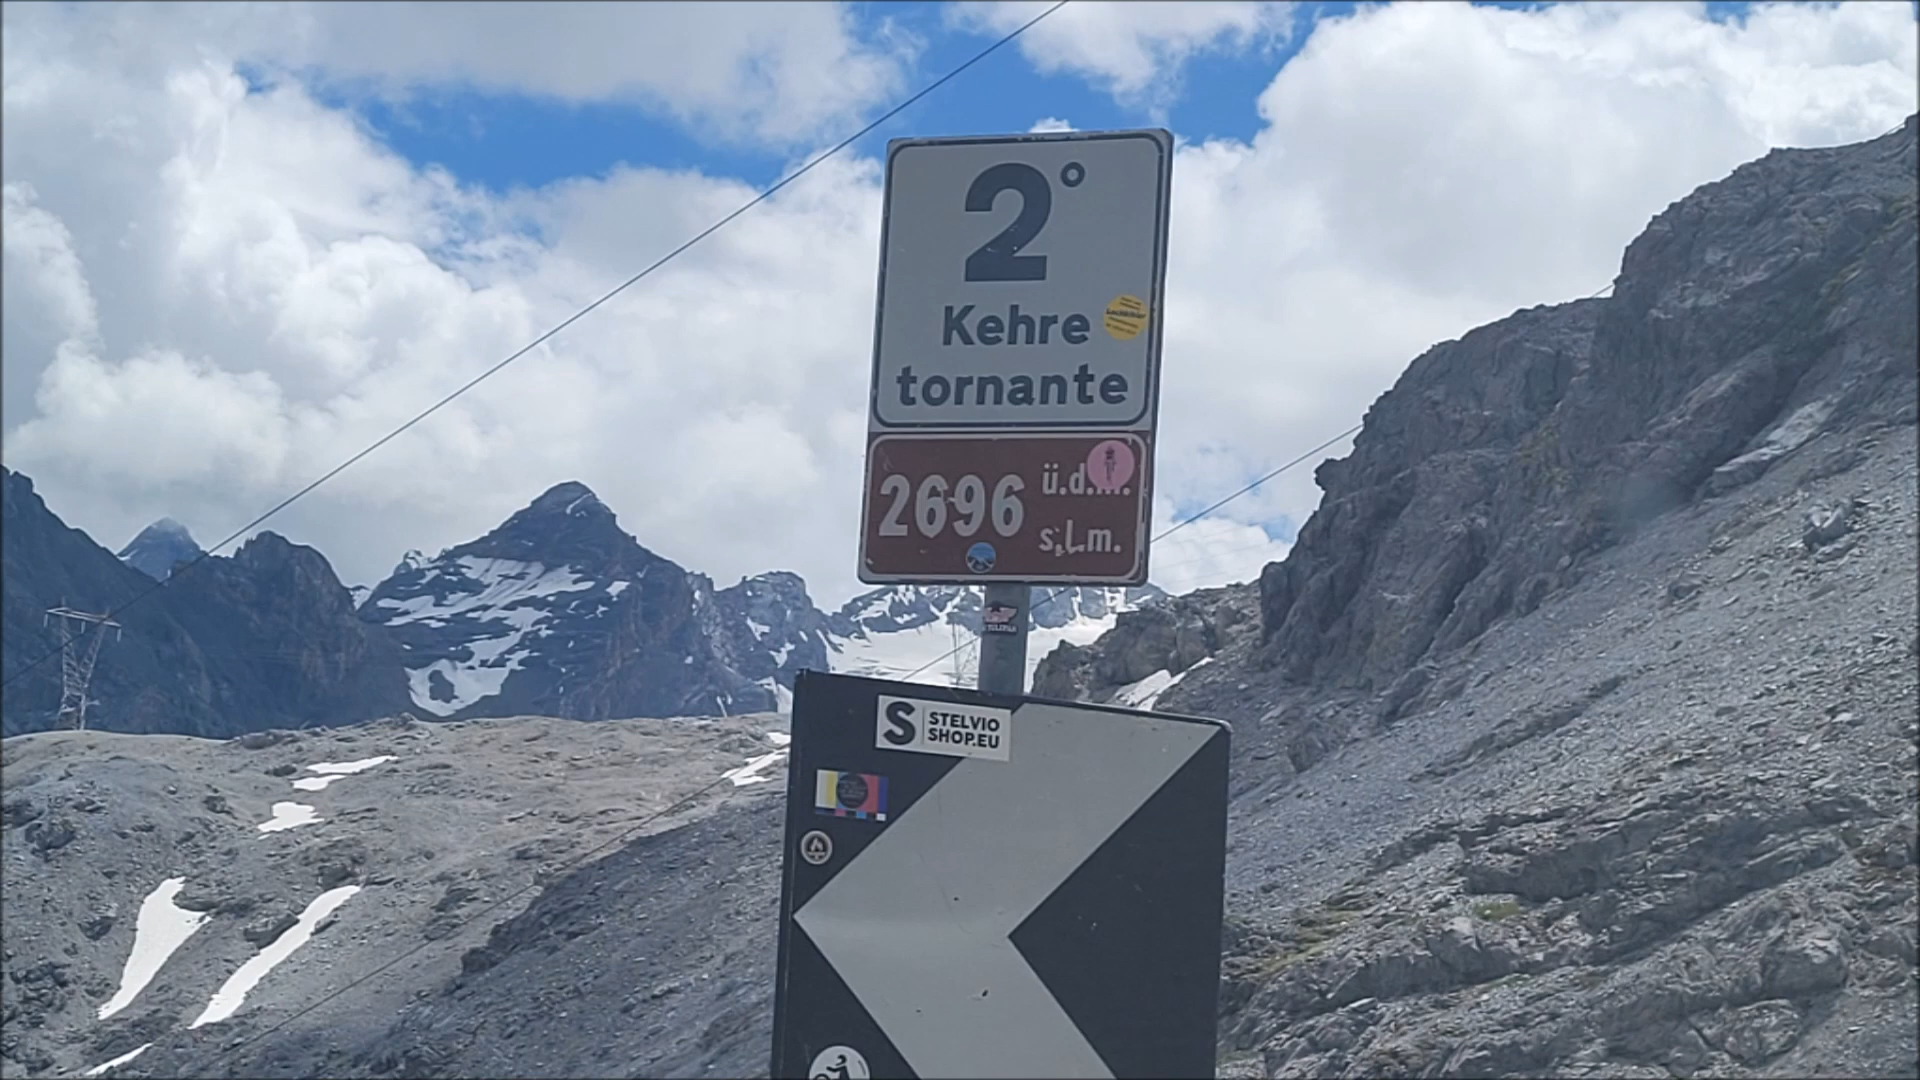 2°
Kehre
tornante
2696 ü.d.m.
s.l.m.
S STELVIO
SHOP.EU